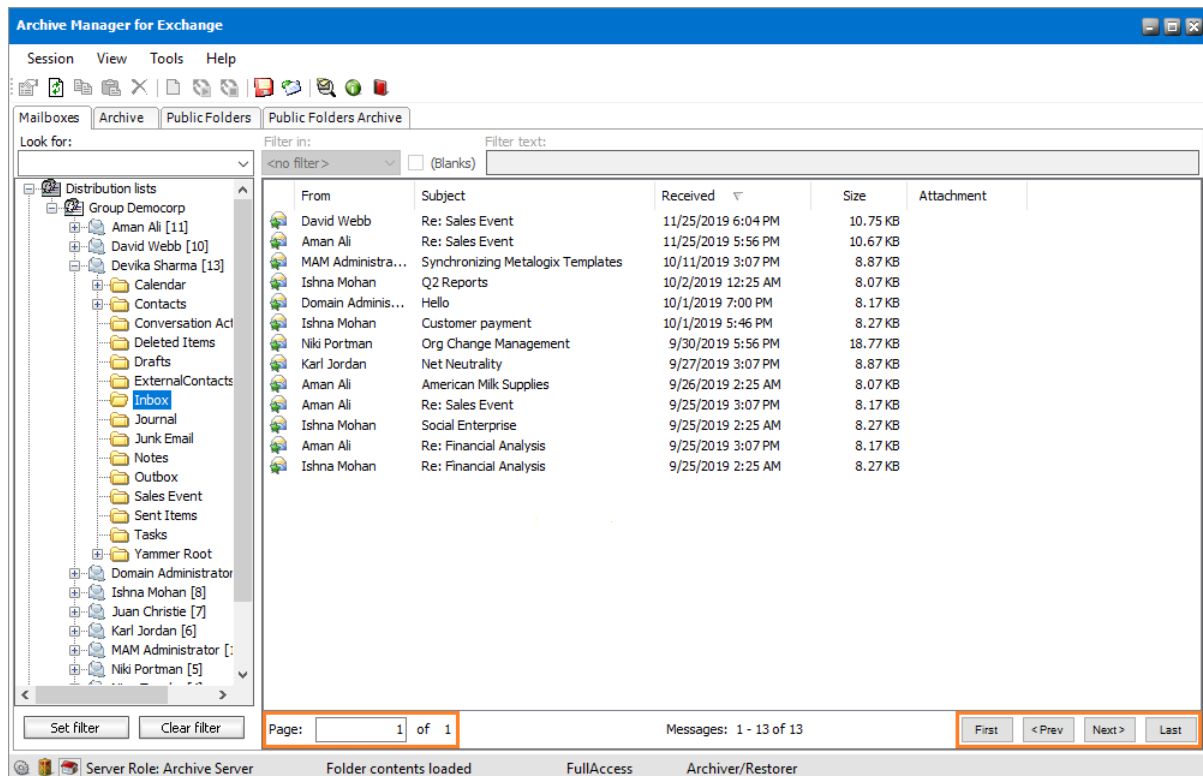 Archive Manager for Exchange
Session View Tools Help
Mailboxes Archive Public Folders Public Folders Archive
Look for: Filter in: Filter text:
<no filter> (Blanks)
Distribution lists
Group Democorp
Aman Ali [11]
David Webb [10]
Devika Sharma [13]
Calendar
Contacts
Conversation Act
Deleted Items
Drafts
ExternalContacts
Inbox
Journal
Junk Email
Notes
Outbox
Sales Event
Sent Items
Tasks
Yammer Root
Domain Administrator
Ishna Mohan [8]
Juan Christie [7]
Karl Jordan [6]
MAM Administrator [1
Niki Portman [5]
Set filter Clear filter
From Subject Received Size Attachment
David Webb Re: Sales Event 11/25/2019 6:04 PM 10.75 KB
Aman Ali Re: Sales Event 11/25/2019 5:56 PM 10.67 KB
MAM Administra... Synchronizing Metalogix Templates 10/11/2019 3:07 PM 8.87 KB
Ishna Mohan Q2 Reports 10/2/2019 12:25 AM 8.07 KB
Domain Adminis... Hello 10/1/2019 7:00 PM 8.17 KB
Ishna Mohan Customer payment 10/1/2019 5:46 PM 8.27 KB
Niki Portman Org Change Management 9/30/2019 5:56 PM 18.77 KB
Karl Jordan Net Neutrality 9/27/2019 3:07 PM 8.87 KB
Aman Ali American Milk Supplies 9/26/2019 2:25 AM 8.07 KB
Aman Ali Re: Sales Event 9/25/2019 3:07 PM 8.17 KB
Ishna Mohan Social Enterprise 9/25/2019 2:25 AM 8.27 KB
Aman Ali Re: Financial Analysis 9/25/2019 3:07 PM 8.17 KB
Ishna Mohan Re: Financial Analysis 9/25/2019 2:25 AM 8.27 KB
Page: 1 of 1 Messages: 1 - 13 of 13 First < Prev Next > Last
Server Role: Archive Server Folder contents loaded FullAccess Archiver/Restorer